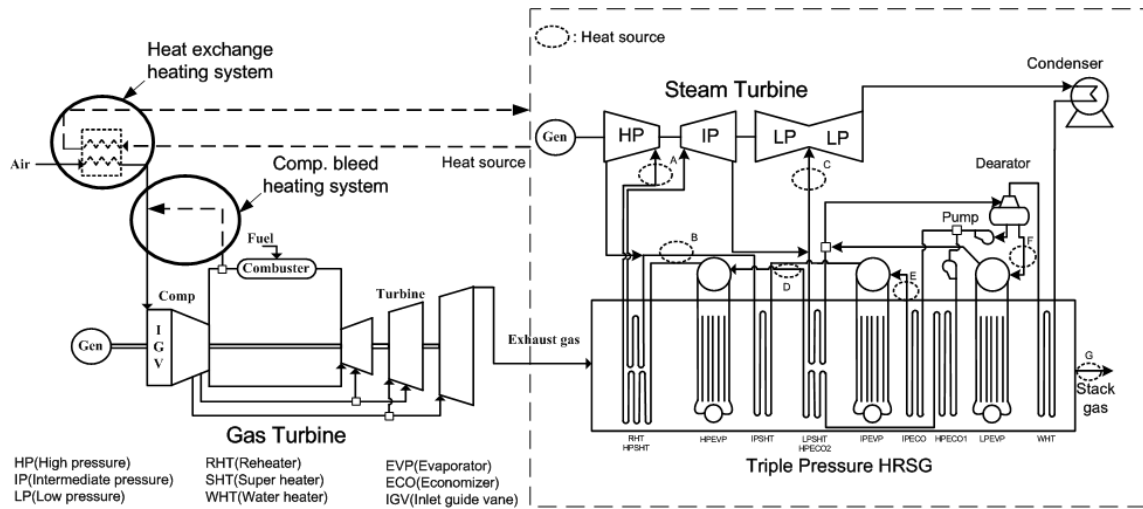 Heat exchange
heating system
: Heat source
Steam Turbine
Condenser
Gen
HP
IP
LP
LP
Air
Heat source
Comp. bleed
heating system
A
C
Dearator
Pump
F
B
D
E
Fuel
Combuster
Comp
Turbine
Gen
I
G
V
Exhaust gas
G
Stack
gas
RHT
HPSHT
HPEVP
IPSHT
LPSHT
HPECO2
IPEVP
IPECO
HPECO1
LPEVP
WHT
Gas Turbine
Triple Pressure HRSG
HP(High pressure)
IP(Intermediate pressure)
LP(Low pressure)
RHT(Reheater)
SHT(Super heater)
WHT(Water heater)
EVP(Evaporator)
ECO(Economizer)
IGV(Inlet guide vane)